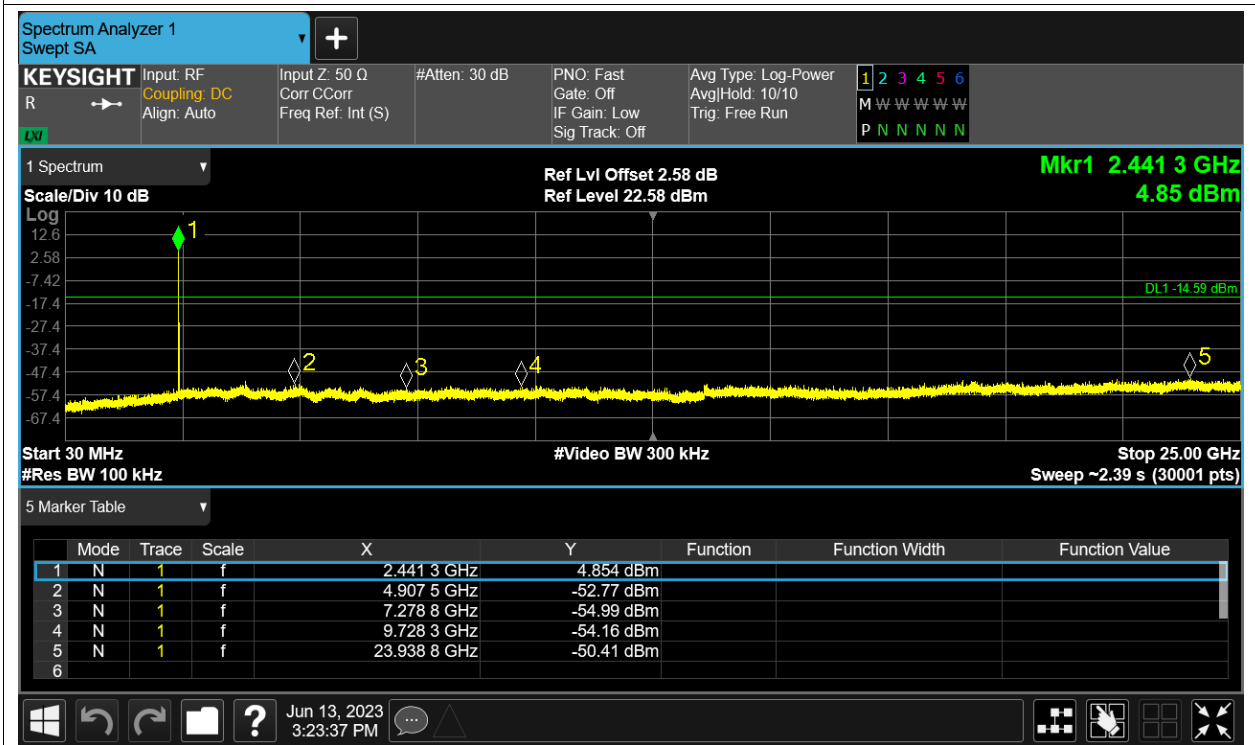 Spectrum Analyzer 1
Swept SA
KEYSIGHT Input: RF Input Z: 50 Ω #Atten: 30 dB PNO: Fast Avg Type: Log-Power 1 2 3 4 5 6
R Coupling: DC Corr CCorr Gate: Off Avg|Hold: 10/10 M W W W W W
Align: Auto Freq Ref: Int (S) IF Gain: Low Trig: Free Run
LXI Sig Track: Off P N N N N N
1 Spectrum Ref Lvl Offset 2.58 dB Mkr1 2.441 3 GHz
Scale/Div 10 dB Ref Level 22.58 dBm 4.85 dBm
Log
1
12.6
2.58
-7.42
DL1 -14.59 dBm
-17.4
-27.4
-37.4
2 3 4 5
-47.4
-57.4
-67.4
Start 30 MHz #Video BW 300 kHz Stop 25.00 GHz
#Res BW 100 kHz Sweep ~2.39 s (30001 pts)
5 Marker Table
Mode Trace Scale X Y Function Function Width Function Value
1 N 1 f 2.441 3 GHz 4.854 dBm
2 N 1 f 4.907 5 GHz -52.77 dBm
3 N 1 f 7.278 8 GHz -54.99 dBm
4 N 1 f 9.728 3 GHz -54.16 dBm
5 N 1 f 23.938 8 GHz -50.41 dBm
6
? Jun 13, 2023
3:23:37 PM